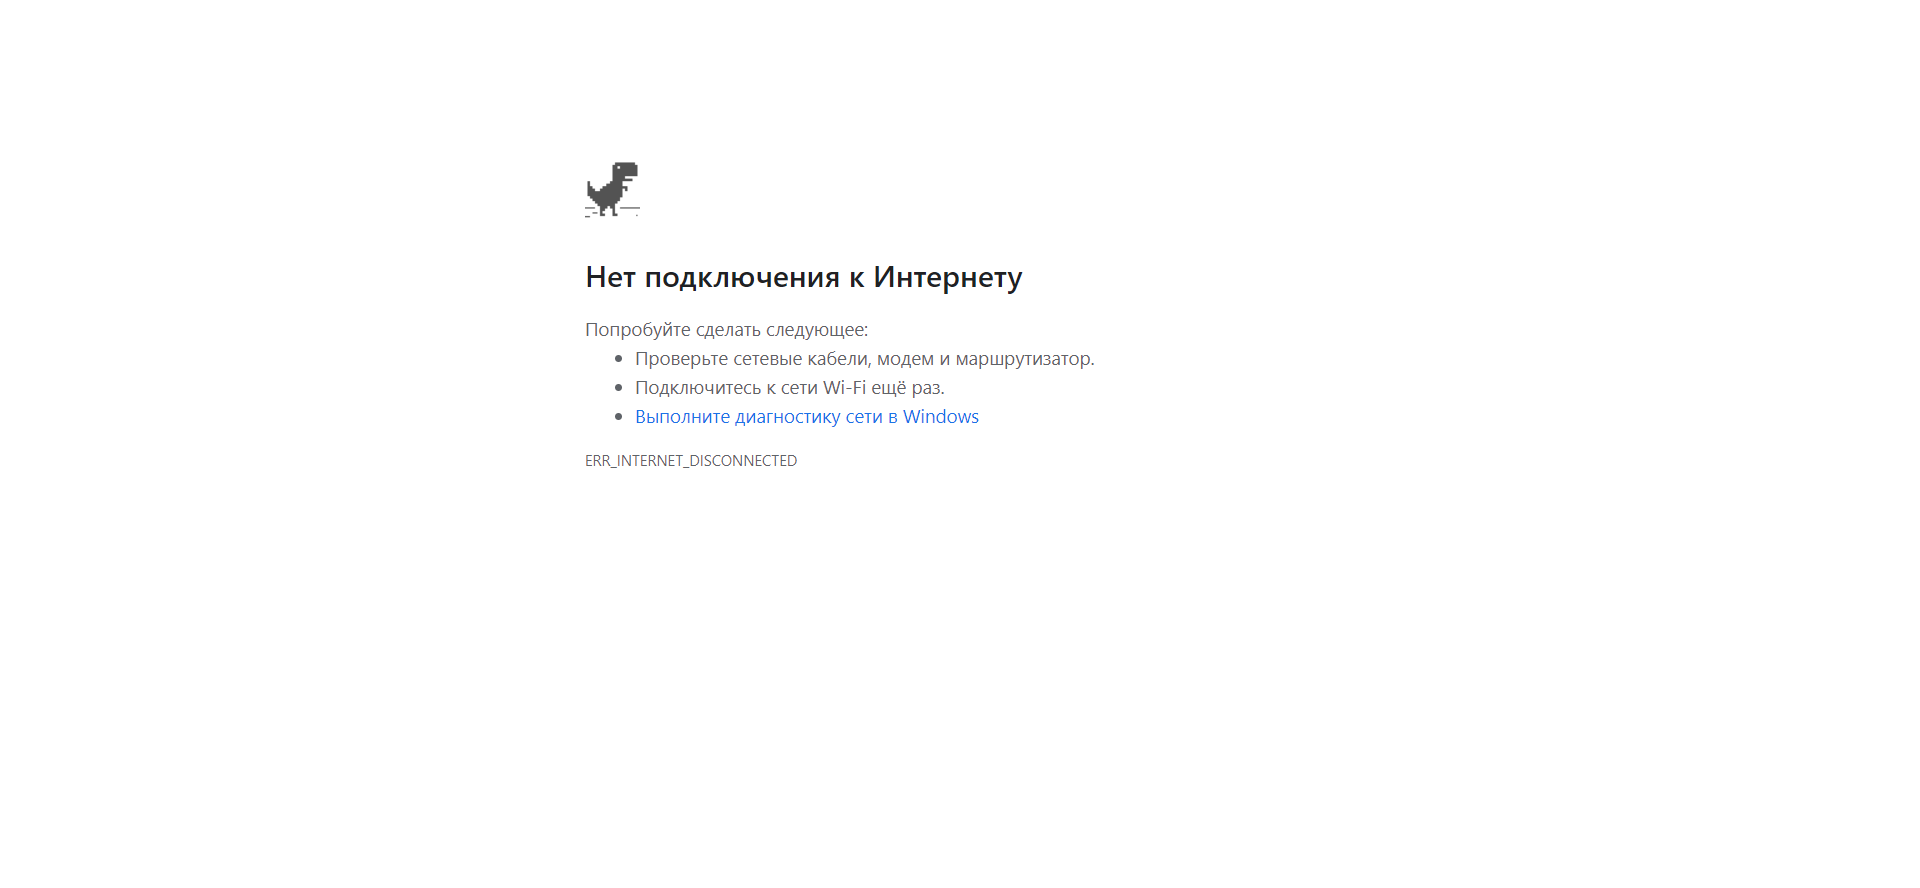 Нет подключения к Интернету
Попробуйте сделать следующее:
Проверьте сетевые кабели, модем и маршрутизатор.
Подключитесь к сети Wi-Fi ещё раз.
Выполните диагностику сети в Windows
ERR_INTERNET_DISCONNECTED